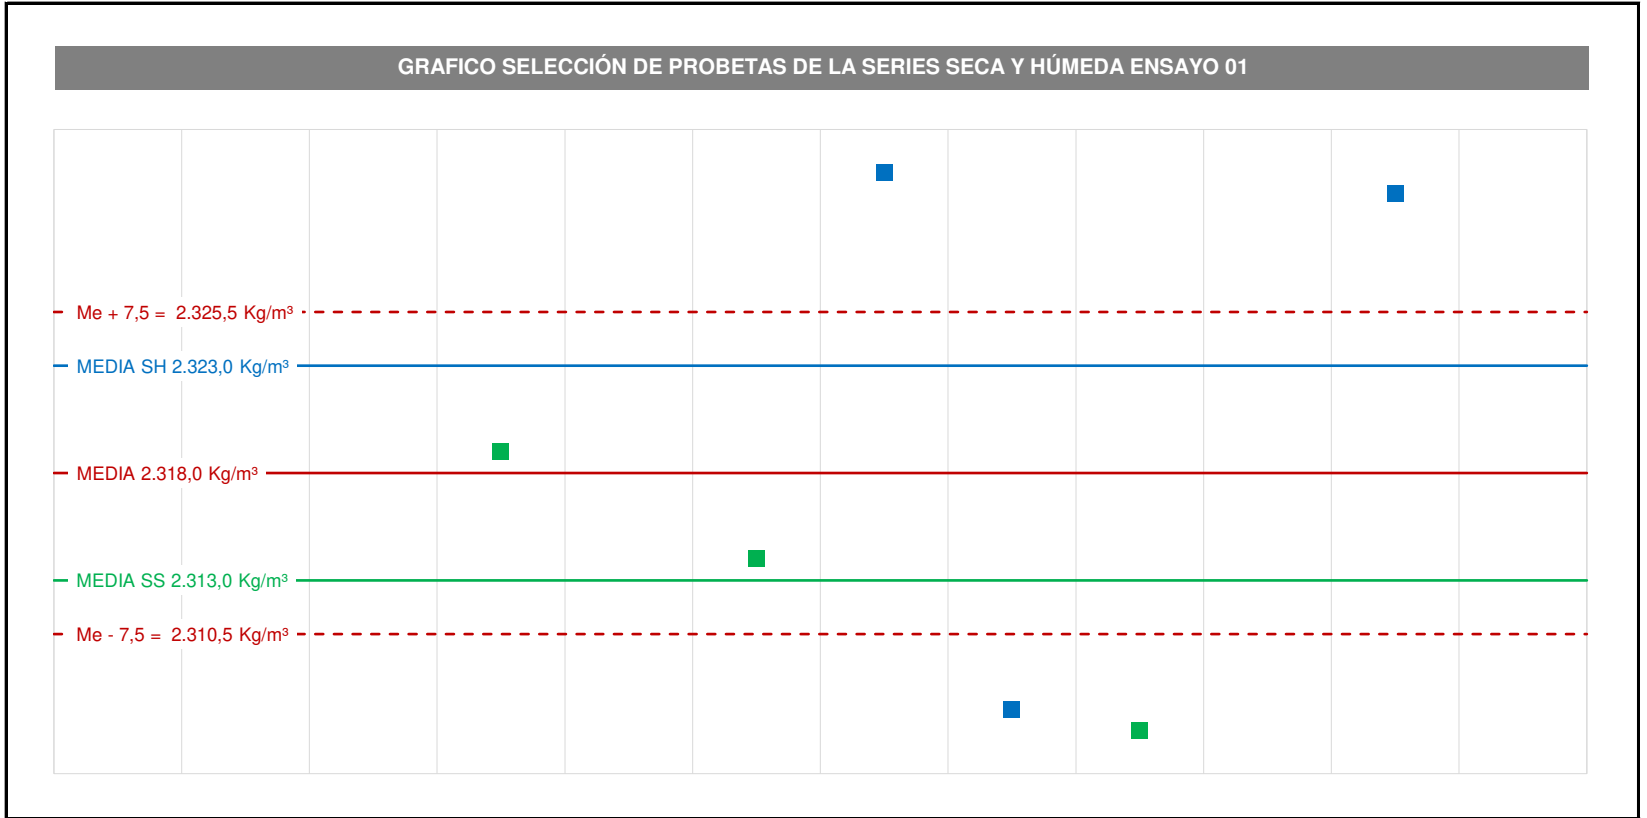 GRAFICO SELECCIÓN DE PROBETAS DE LA SERIES SECA Y HÚMEDA ENSAYO 01
Me + 7,5 = 2.325,5 Kg/m³
MEDIA SH 2.323,0 Kg/m³
MEDIA 2.318,0 Kg/m³
MEDIA SS 2.313,0 Kg/m³
Me - 7,5 = 2.310,5 Kg/m³